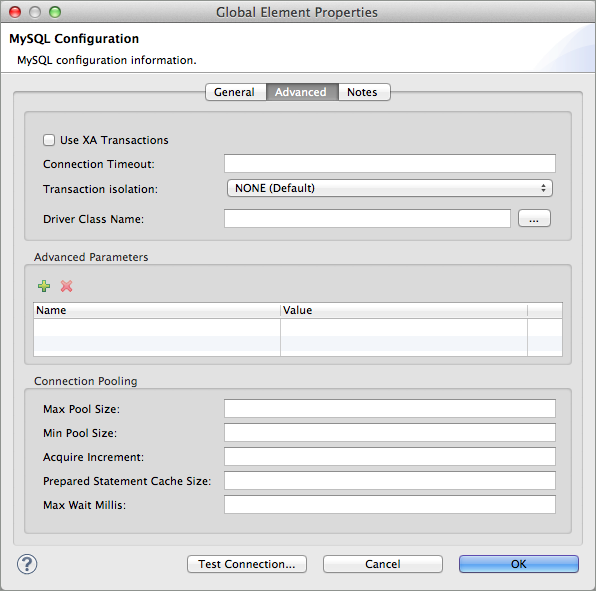 Global Element Properties
MySQL Configuration
MySQL configuration information.
General Advanced Notes
Use XA Transactions
Connection Timeout:
Transaction isolation: NONE (Default)
Driver Class Name: ...
Advanced Parameters
Name Value
Connection Pooling
Max Pool Size:
Min Pool Size:
Acquire Increment:
Prepared Statement Cache Size:
Max Wait Millis:
? Test Connection... Cancel OK